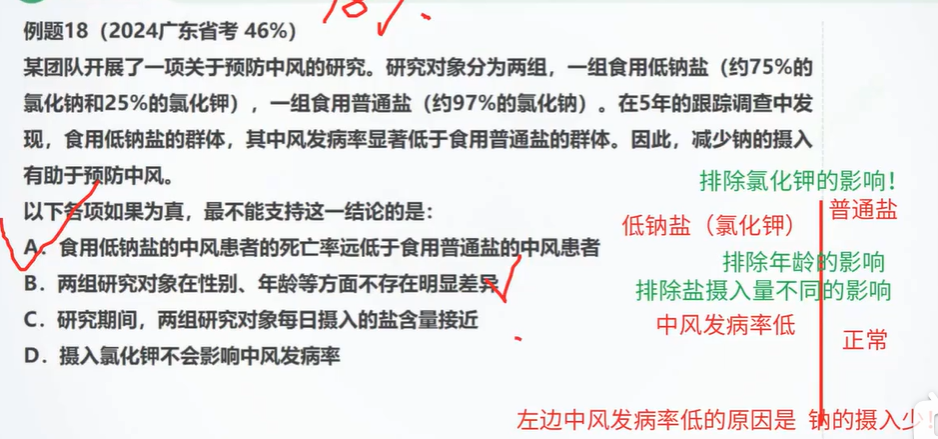 10%.
例题18（2024广东省考 46%）
某团队开展了一项关于预防中风的研究。研究对象分为两组，一组食用低钠盐（约75%的
氯化钠和25%的氯化钾），一组食用普通盐（约97%的氯化钠）。在5年的跟踪调查中发
现，食用低钠盐的群体，其中风发病率显著低于食用普通盐的群体。因此，减少钠的摄入
有助于预防中风。
以下各项如果为真，最不能支持这一结论的是：
A．食用低钠盐的中风患者的死亡率远低于食用普通盐的中风患者
B．两组研究对象在性别、年龄等方面不存在明显差异
C．研究期间，两组研究对象每日摄入的盐含量接近
D．摄入氯化钾不会影响中风发病率
排除氯化钾的影响！
低钠盐（氯化钾）
普通盐
排除年龄的影响
排除盐摄入量不同的影响
中风发病率低
正常
左边中风发病率低的原因是 钠的摄入少！